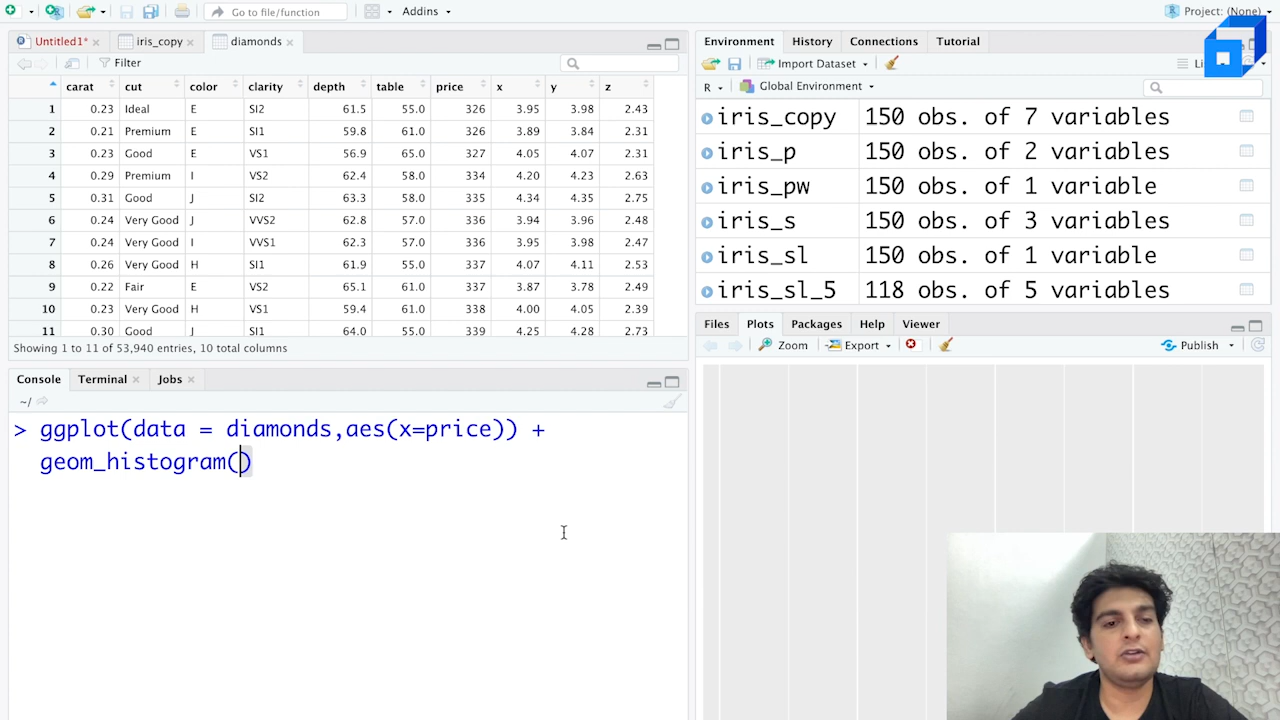 Go to file/function
Addins
Project: (None)
Untitled1*
iris_copy
diamonds
Filter
carat cut color clarity depth table price x y z
1 0.23 Ideal E SI2 61.5 55.0 326 3.95 3.98 2.43
2 0.21 Premium E SI1 59.8 61.0 326 3.89 3.84 2.31
3 0.23 Good E VS1 56.9 65.0 327 4.05 4.07 2.31
4 0.29 Premium I VS2 62.4 58.0 334 4.20 4.23 2.63
5 0.31 Good J SI2 63.3 58.0 335 4.34 4.35 2.75
6 0.24 Very Good J VVS2 62.8 57.0 336 3.94 3.96 2.48
7 0.24 Very Good I VVS1 62.3 57.0 336 3.95 3.98 2.47
8 0.26 Very Good H SI1 61.9 55.0 337 4.07 4.11 2.53
9 0.22 Fair E VS2 65.1 61.0 337 3.87 3.78 2.49
10 0.23 Very Good H VS1 59.4 61.0 338 4.00 4.05 2.39
11 0.30 Good J SI1 64.0 55.0 339 4.25 4.28 2.73
Showing 1 to 11 of 53,940 entries, 10 total columns
Console Terminal Jobs
~/
> ggplot(data = diamonds,aes(x=price)) +
geom_histogram()
Environment History Connections Tutorial
Import Dataset
R Global Environment
iris_copy 150 obs. of 7 variables
iris_p 150 obs. of 2 variables
iris_pw 150 obs. of 1 variable
iris_s 150 obs. of 3 variables
iris_sl 150 obs. of 1 variable
iris_sl_5 118 obs. of 5 variables
Files Plots Packages Help Viewer
Zoom Export Publish